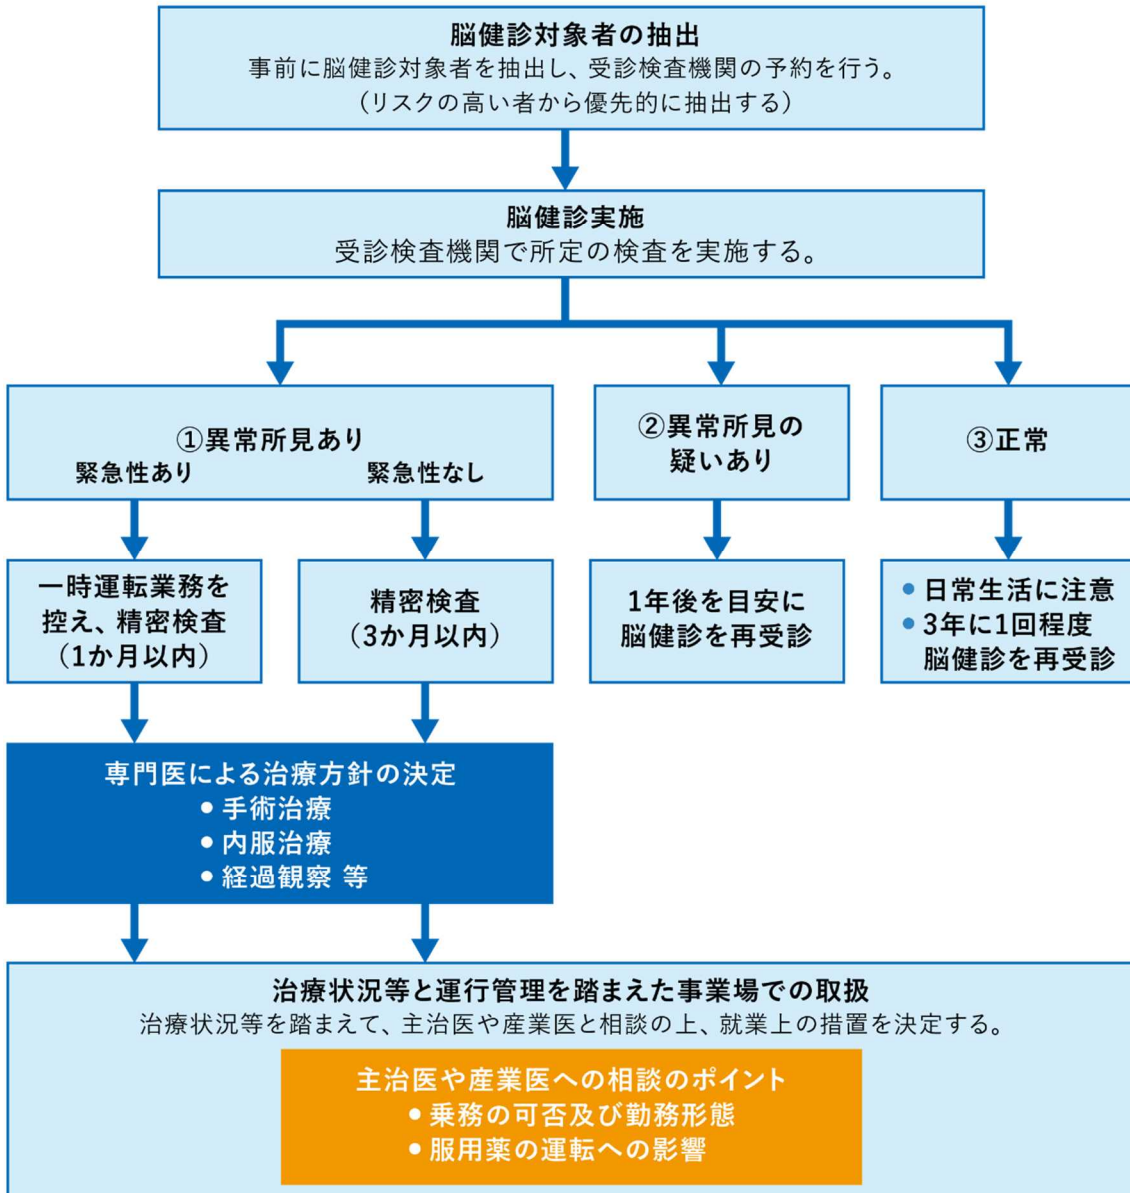 脳健診対象者の抽出
事前に脳健診対象者を抽出し、受診検査機関の予約を行う。
（リスクの高い者から優先的に抽出する）
脳健診実施
受診検査機関で所定の検査を実施する。
①異常所見あり
緊急性あり
緊急性なし
②異常所見の
疑いあり
③正常
一時運転業務を
控え、精密検査
（1か月以内）
精密検査
（3か月以内）
1年後を目安に
脳健診を再受診
● 日常生活に注意
● 3年に1回程度
脳健診を再受診
専門医による治療方針の決定
● 手術治療
● 内服治療
● 経過観察 等
治療状況等と運行管理を踏まえた事業場での取扱
治療状況等を踏まえて、主治医や産業医と相談の上、就業上の措置を決定する。
主治医や産業医への相談のポイント
● 乗務の可否及び勤務形態
● 服用薬の運転への影響